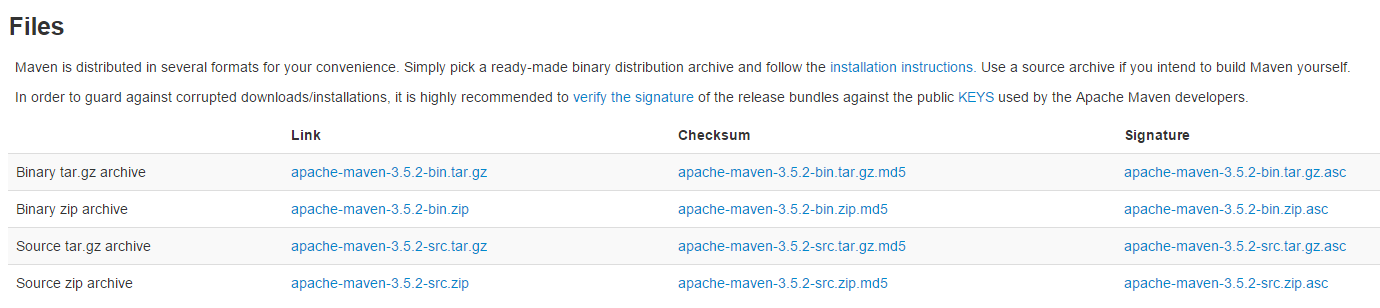 Files
Maven is distributed in several formats for your convenience. Simply pick a ready-made binary distribution archive and follow the installation instructions. Use a source archive if you intend to build Maven yourself.
In order to guard against corrupted downloads/installations, it is highly recommended to verify the signature of the release bundles against the public KEYS used by the Apache Maven developers.
Link Checksum Signature
Binary tar.gz archive apache-maven-3.5.2-bin.tar.gz apache-maven-3.5.2-bin.tar.gz.md5 apache-maven-3.5.2-bin.tar.gz.asc
Binary zip archive apache-maven-3.5.2-bin.zip apache-maven-3.5.2-bin.zip.md5 apache-maven-3.5.2-bin.zip.asc
Source tar.gz archive apache-maven-3.5.2-src.tar.gz apache-maven-3.5.2-src.tar.gz.md5 apache-maven-3.5.2-src.tar.gz.asc
Source zip archive apache-maven-3.5.2-src.zip apache-maven-3.5.2-src.zip.md5 apache-maven-3.5.2-src.zip.asc